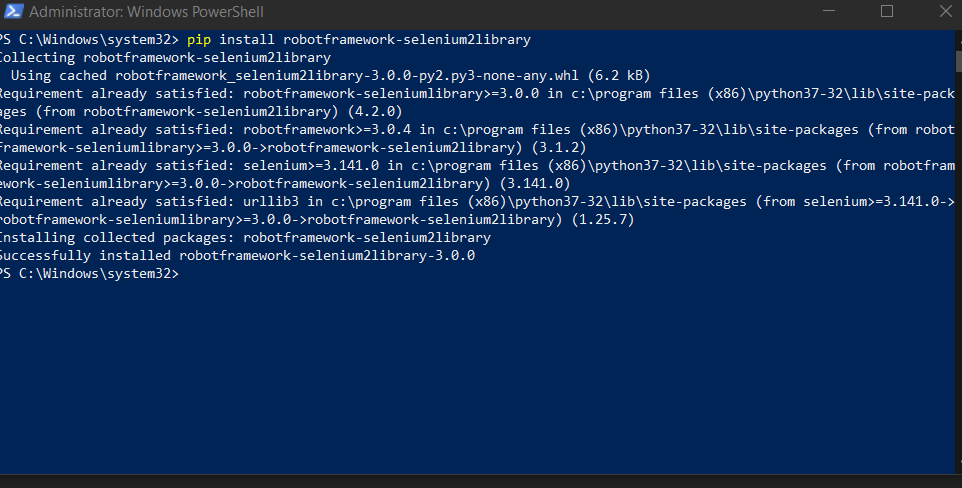 Administrator: Windows PowerShell
PS C:\Windows\system32> pip install robotframework-selenium2library
Collecting robotframework-selenium2library
  Using cached robotframework_selenium2library-3.0.0-py2.py3-none-any.whl (6.2 kB)
Requirement already satisfied: robotframework-seleniumlibrary>=3.0.0 in c:\program files (x86)\python37-32\lib\site-pack
ages (from robotframework-selenium2library) (4.2.0)
Requirement already satisfied: robotframework>=3.0.4 in c:\program files (x86)\python37-32\lib\site-packages (from robot
framework-seleniumlibrary>=3.0.0->robotframework-selenium2library) (3.1.2)
Requirement already satisfied: selenium>=3.141.0 in c:\program files (x86)\python37-32\lib\site-packages (from robotfram
ework-seleniumlibrary>=3.0.0->robotframework-selenium2library) (3.141.0)
Requirement already satisfied: urllib3 in c:\program files (x86)\python37-32\lib\site-packages (from selenium>=3.141.0->
robotframework-seleniumlibrary>=3.0.0->robotframework-selenium2library) (1.25.7)
Installing collected packages: robotframework-selenium2library
Successfully installed robotframework-selenium2library-3.0.0
PS C:\Windows\system32>